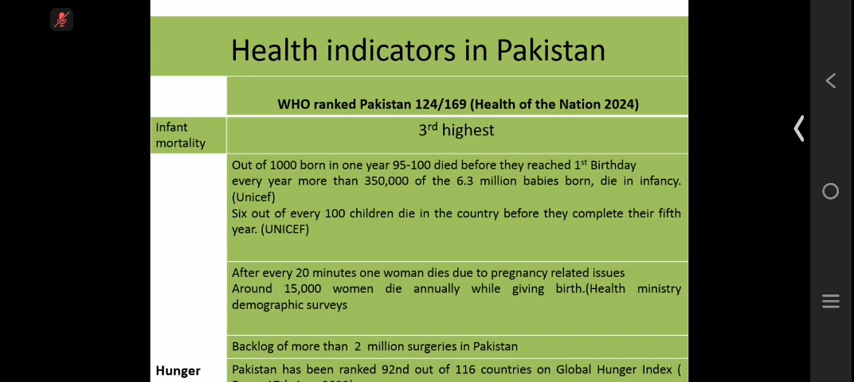 Health indicators in Pakistan
WHO ranked Pakistan 124/169 (Health of the Nation 2024)
Infant
mortality
3rd highest
Out of 1000 born in one year 95-100 died before they reached 1st Birthday
every year more than 350,000 of the 6.3 million babies born, die in infancy.
(Unicef)
Six out of every 100 children die in the country before they complete their fifth
year. (UNICEF)
After every 20 minutes one woman dies due to pregnancy related issues
Around 15,000 women die annually while giving birth.(Health ministry
demographic surveys
Backlog of more than 2 million surgeries in Pakistan
Hunger
Pakistan has been ranked 92nd out of 116 countries on Global Hunger Index (